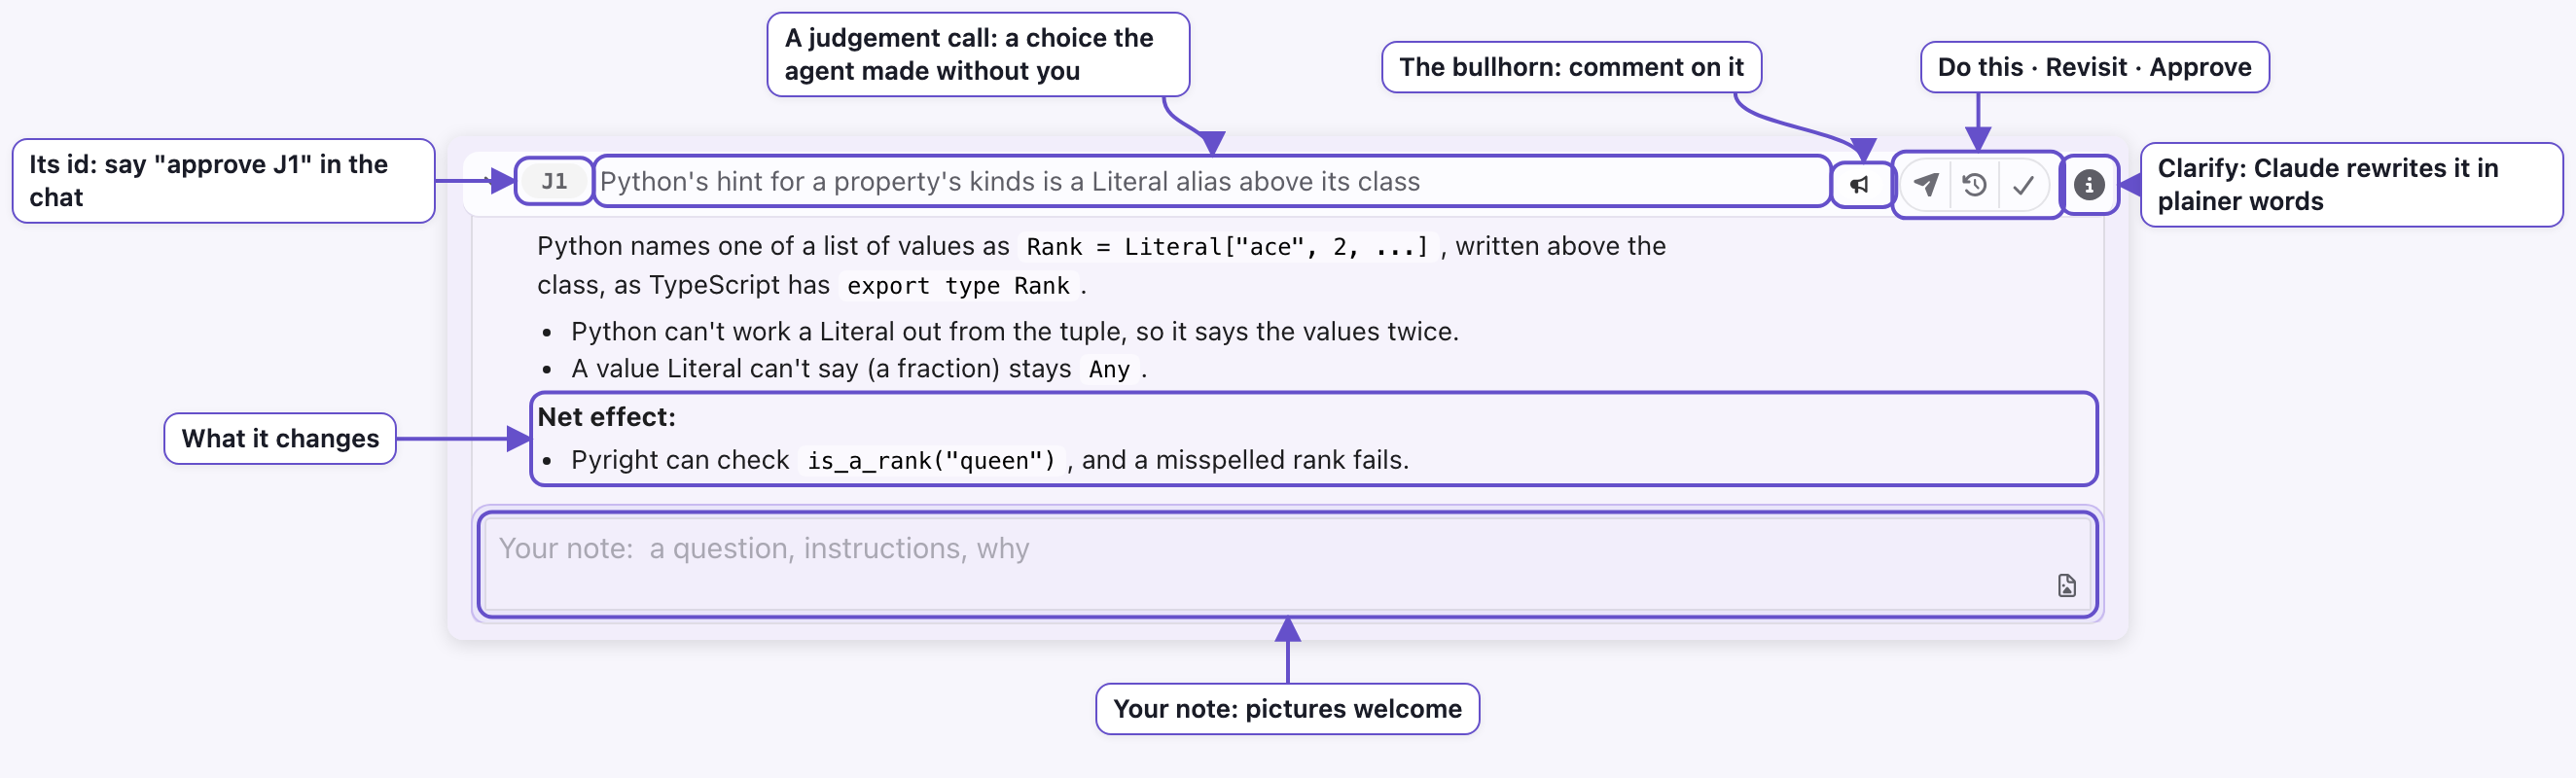 A judgement call: a choice the
agent made without you
The bullhorn: comment on it
Do this · Revisit · Approve
Its id: say "approve J1" in the
chat
J1
Python's hint for a property's kinds is a Literal alias above its class
Clarify: Claude rewrites it in
plainer words
Python names one of a list of values as Rank = Literal["ace", 2, ...] , written above the
class, as TypeScript has export type Rank .
• Python can't work a Literal out from the tuple, so it says the values twice.
• A value Literal can't say (a fraction) stays Any .
What it changes
Net effect:
• Pyright can check is_a_rank("queen") , and a misspelled rank fails.
Your note: a question, instructions, why
Your note: pictures welcome